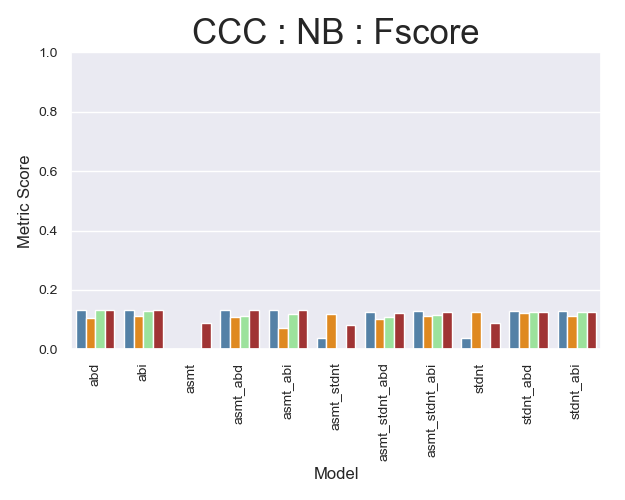 CCC : NB : Fscore
1.0
0.8
0.6
0.4
0.2
0.0
Metric Score
abd
abi
asmt
asmt_abd
asmt_abi
asmt_stdnt
asmt_stdnt_abd
asmt_stdnt_abi
stdnt
stdnt_abd
stdnt_abi
Model